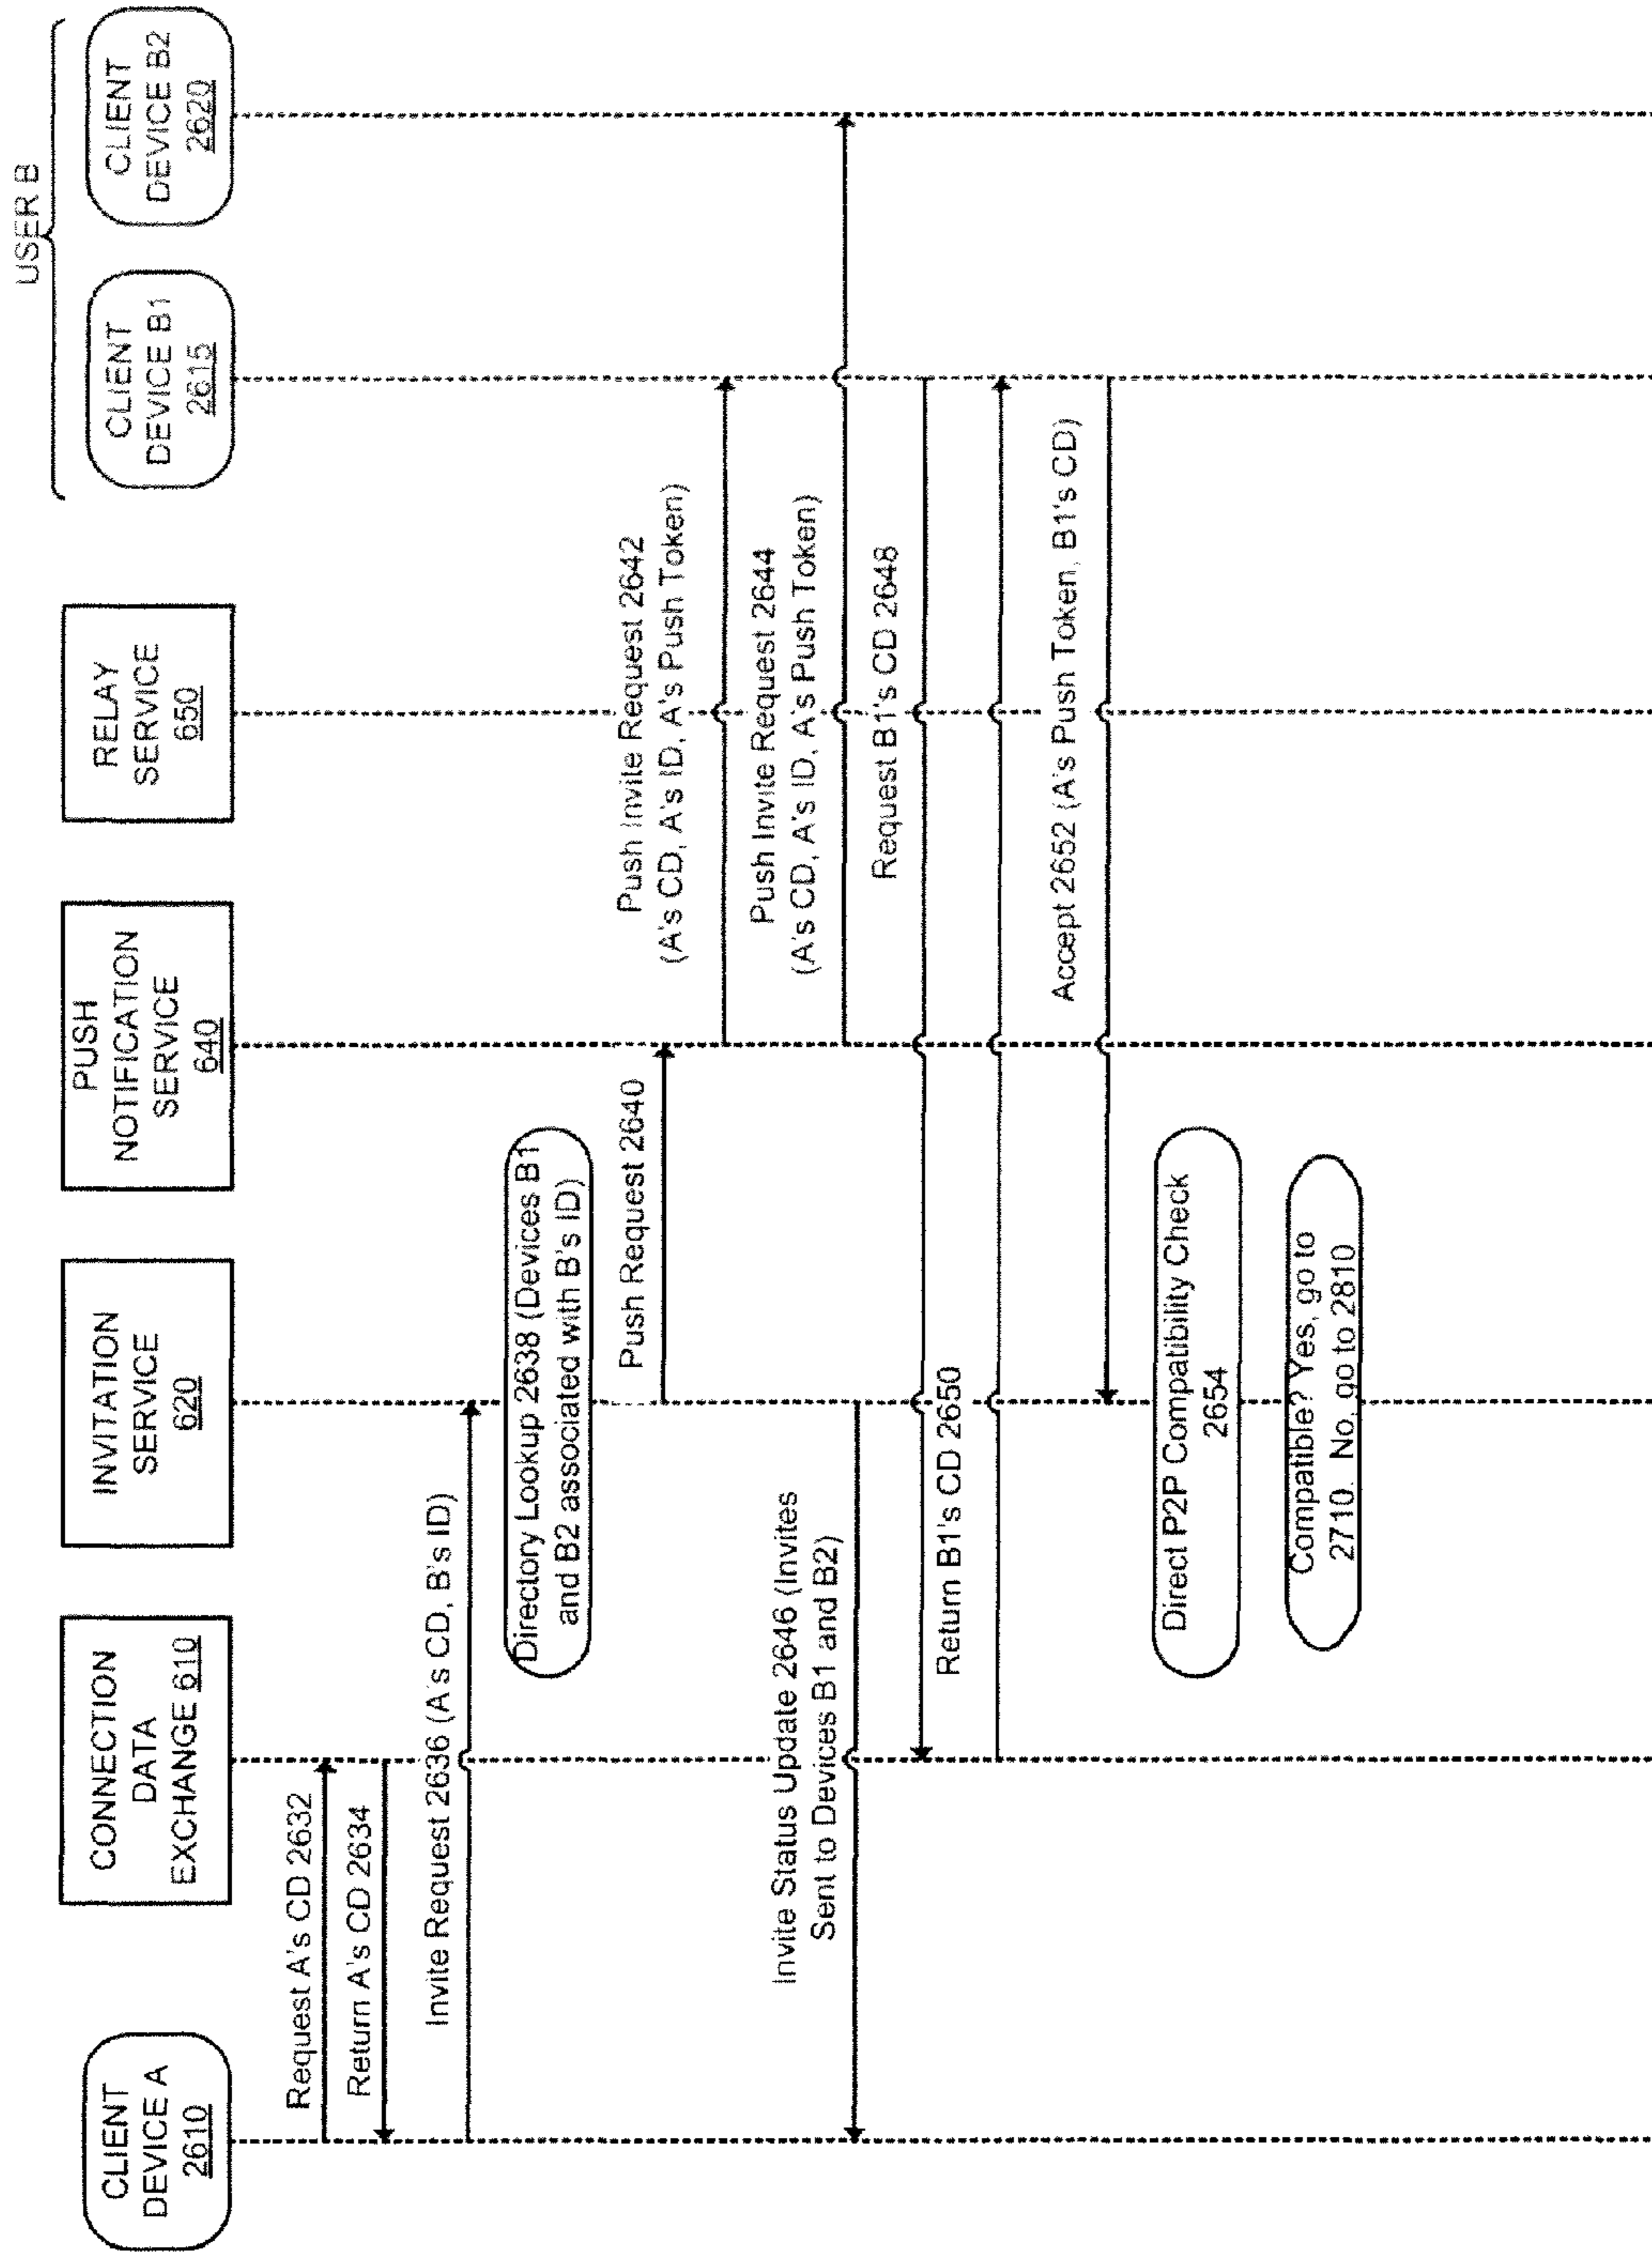 USER B
CLIENT
DEVICE A
2610
CONNECTION
DATA
EXCHANGE 610
INVITATION
SERVICE
620
PUSH
NOTIFICATION
SERVICE
640
RELAY
SERVICE
650
CLIENT
DEVICE B1
2615
CLIENT
DEVICE B2
2620
Request A's CD 2632
Return A's CD 2634
Invite Request 2636 (A's CD, B's ID)
Directory Lookup 2638 (Devices B1
and B2 associated with B's ID)
Push Request 2640
Push Invite Request 2642
(A's CD, A's ID, A's Push Token)
Push Invite Request 2644
(A's CD, A's ID, A's Push Token)
Invite Status Update 2646 (Invites
Sent to Devices B1 and B2)
Request B1's CD 2648
Return B1's CD 2650
Accept 2652 (A's Push Token, B1's CD)
Direct P2P Compatibility Check
2654
Compatible? Yes, go to
2710. No, go to 2810